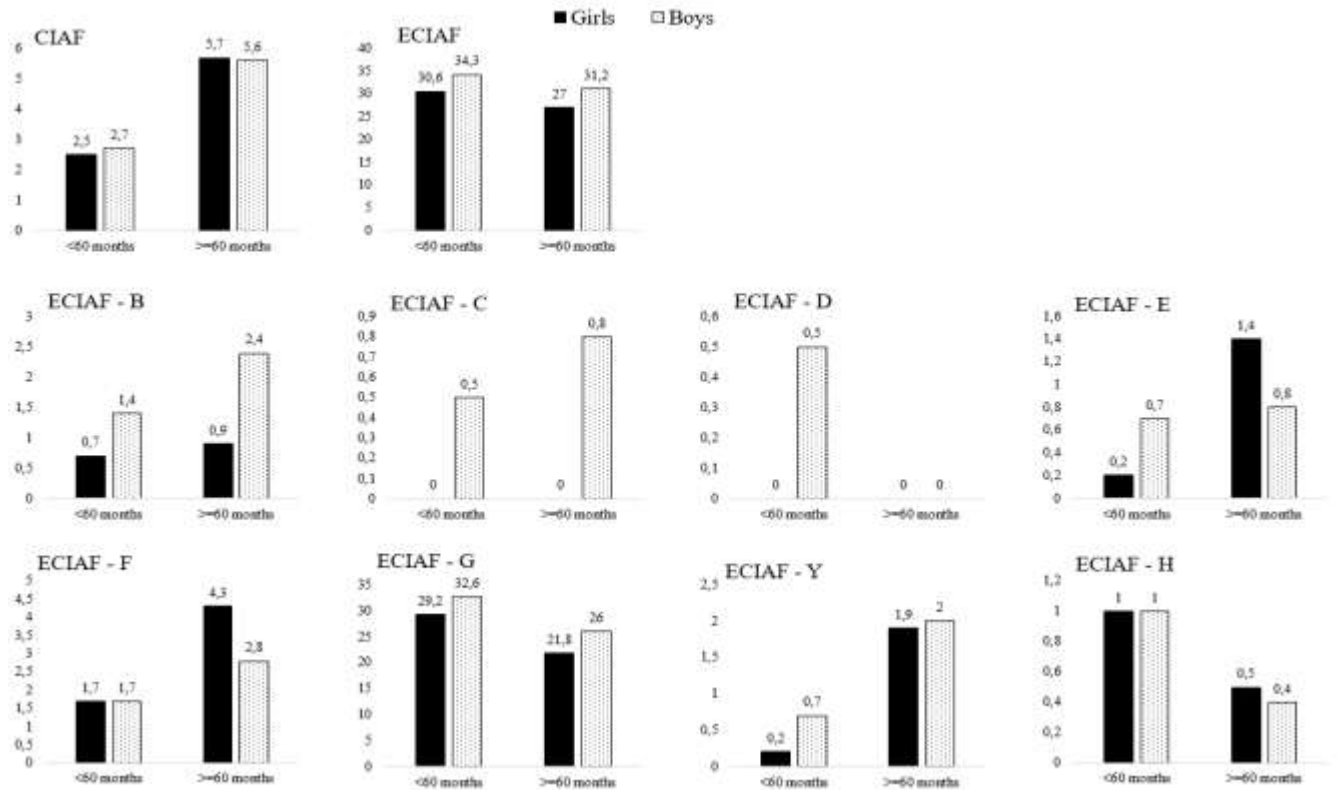 Girls Boys
CIAF
6
5
4
3
2
1
0
2,5 2,7 5,7 5,6
<60 months >=60 months
ECIAF
40
35
30
25
20
15
10
5
0
30,6 34,3 27 31,2
<60 months >=60 months
ECIAF - B
3
2,5
2
1,5
1
0,5
0
0,7 1,4 0,9 2,4
<60 months >=60 months
ECIAF - C
0,9
0,8
0,7
0,6
0,5
0,4
0,3
0,2
0,1
0
0 0,5 0 0,8
<60 months >=60 months
ECIAF - D
0,6
0,5
0,4
0,3
0,2
0,1
0
0 0,5 0 0
<60 months >=60 months
ECIAF - E
1,6
1,4
1,2
1
0,8
0,6
0,4
0,2
0
0,2 0,7 1,4 0,8
<60 months >=60 months
ECIAF - F
5
4,5
4
3,5
3
2,5
2
1,5
1
0,5
0
1,7 1,7 4,3 2,8
<60 months >=60 months
ECIAF - G
35
30
25
20
15
10
5
0
29,2 32,6 21,8 26
<60 months >=60 months
ECIAF - Y
2,5
2
1,5
1
0,5
0
0,2 0,7 1,9 2
<60 months >=60 months
ECIAF - H
1,2
1
0,8
0,6
0,4
0,2
0
1 1 0,5 0,4
<60 months >=60 months